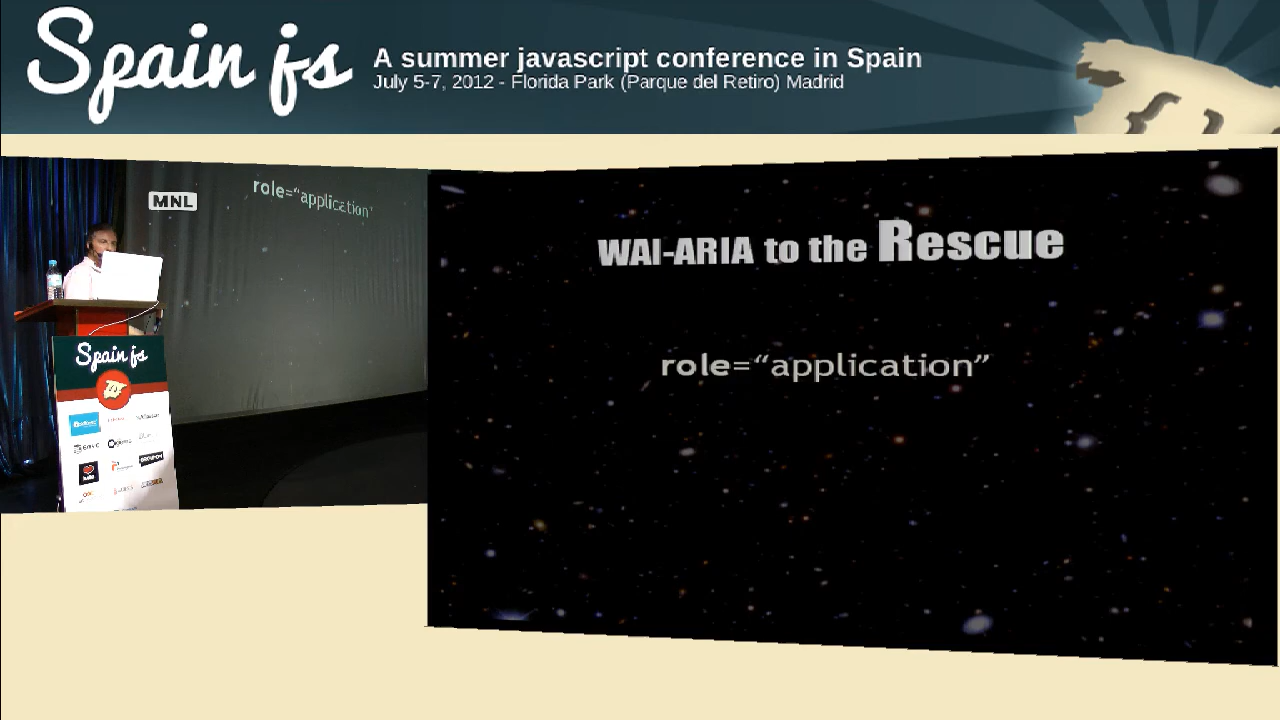 Spain js
A summer javascript conference in Spain
July 5-7, 2012 - Florida Park (Parque del Retiro) Madrid
MNL
role=“application”
WAI-ARIA to the Rescue
role=“application”
Spain js
GROUPON